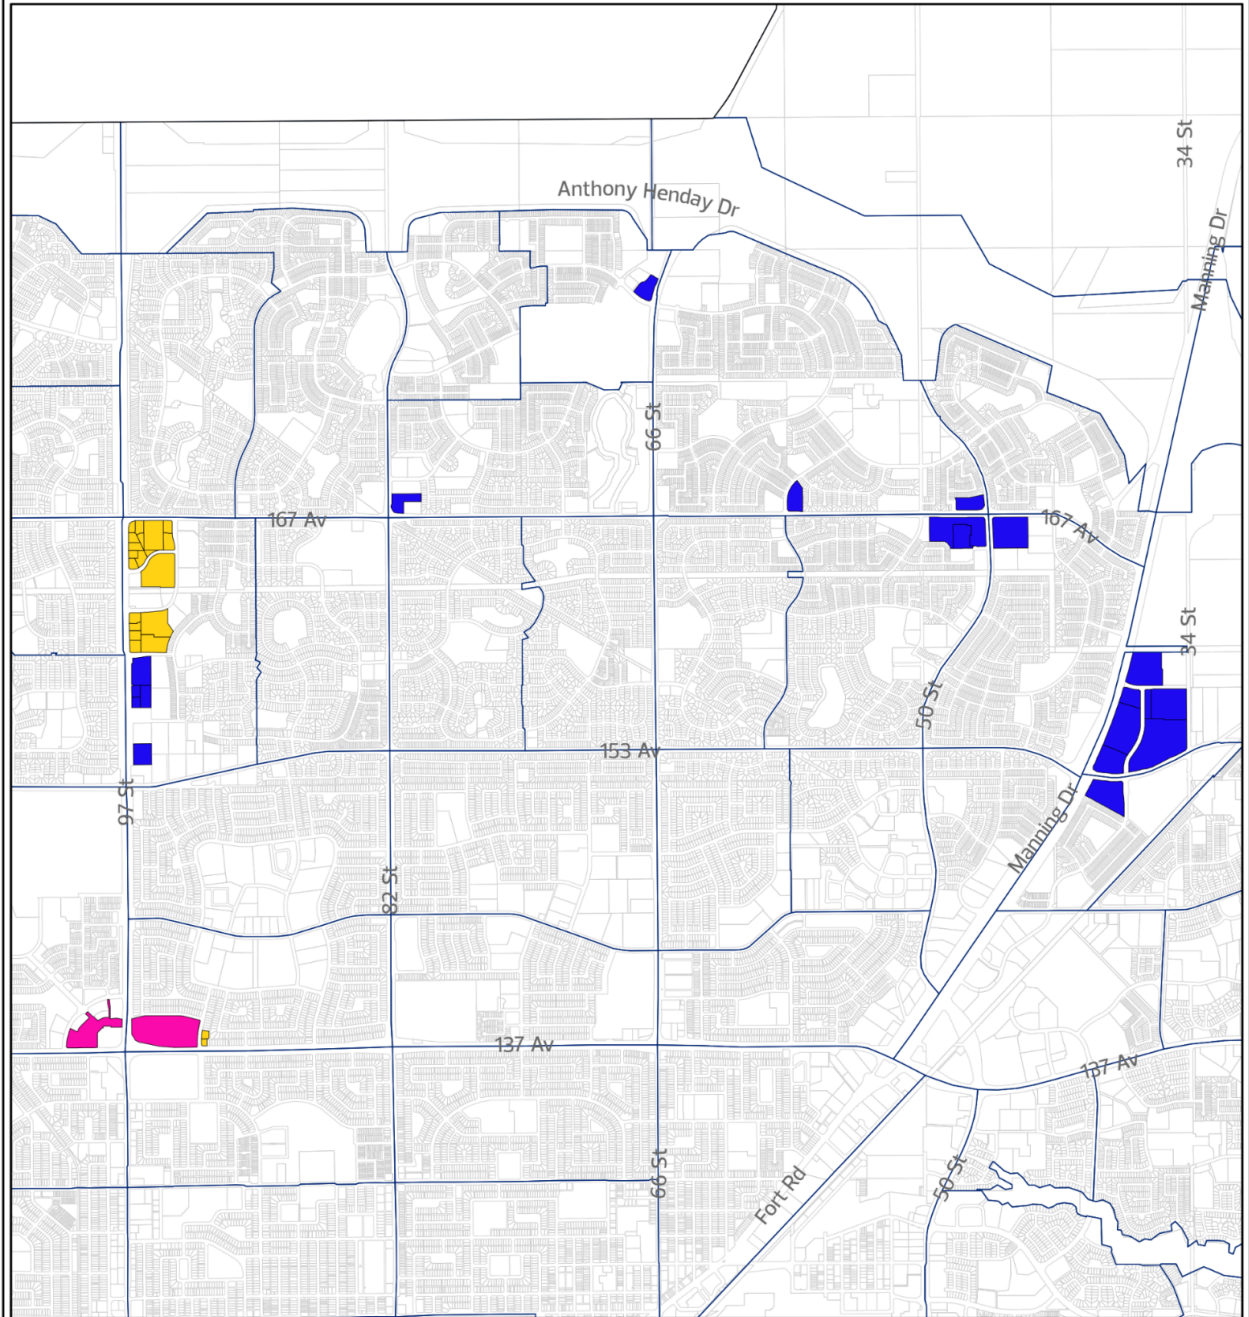 34 St
Anthony Henday Dr
Manning Dr
66 St
167 Av
167 Av
34 St
50 St
153 Av
97 St
Manning Dr
82 St
137 Av
137 Av
66 St
50 St
Fort Rd